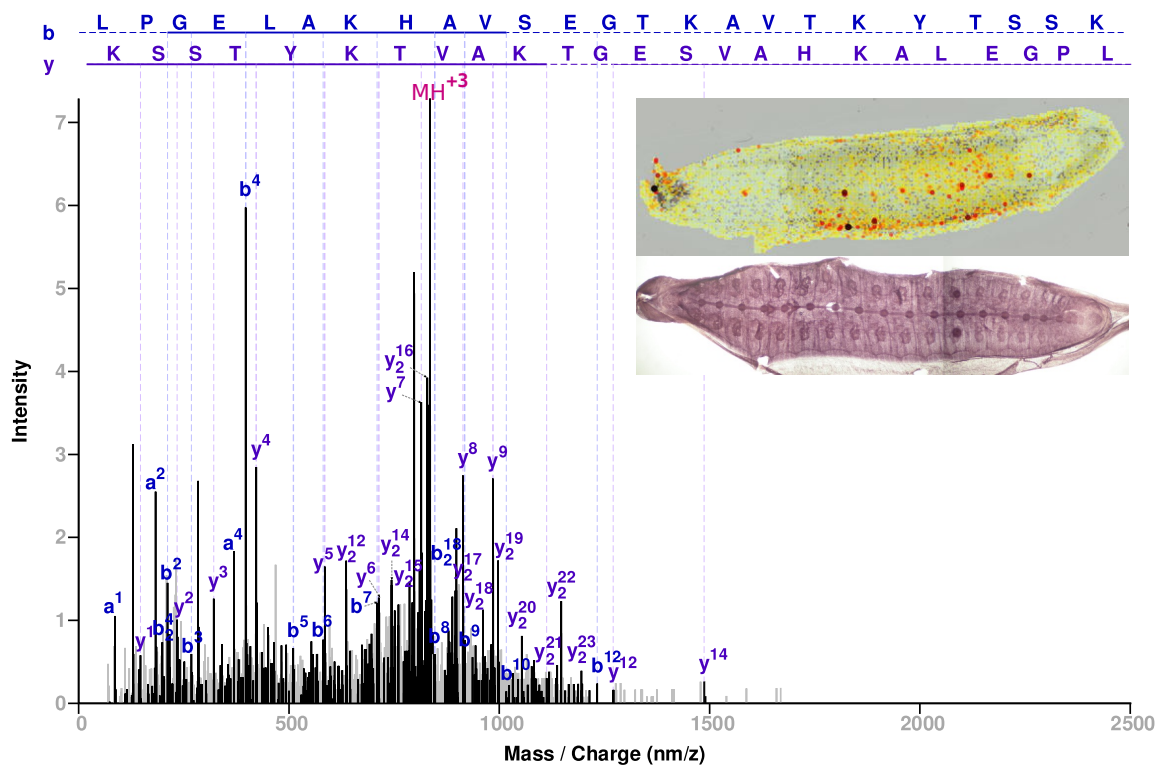 b L P G E L A K H A V S E G T K A V T K Y T S S K
y K S S T Y K T V A K T G E S V A H K A L E G P L
MH+3
7
6
5
4
3
2
1
0
Intensity
b4
y2 16
y7
y4
y8
y9
a2
a4
b2 18
y2 19
y5
y2 12
y2 14
y2 17
b2
y3
y6
y2 15
y2 18
y2 22
a1
y2
b7
y1
b2 4
b3
b5
b6
b8
b9
y2 20
y2 21
y2 23
b10
b12
y12
y14
0 500 1000 1500 2000 2500
Mass / Charge (nm/z)